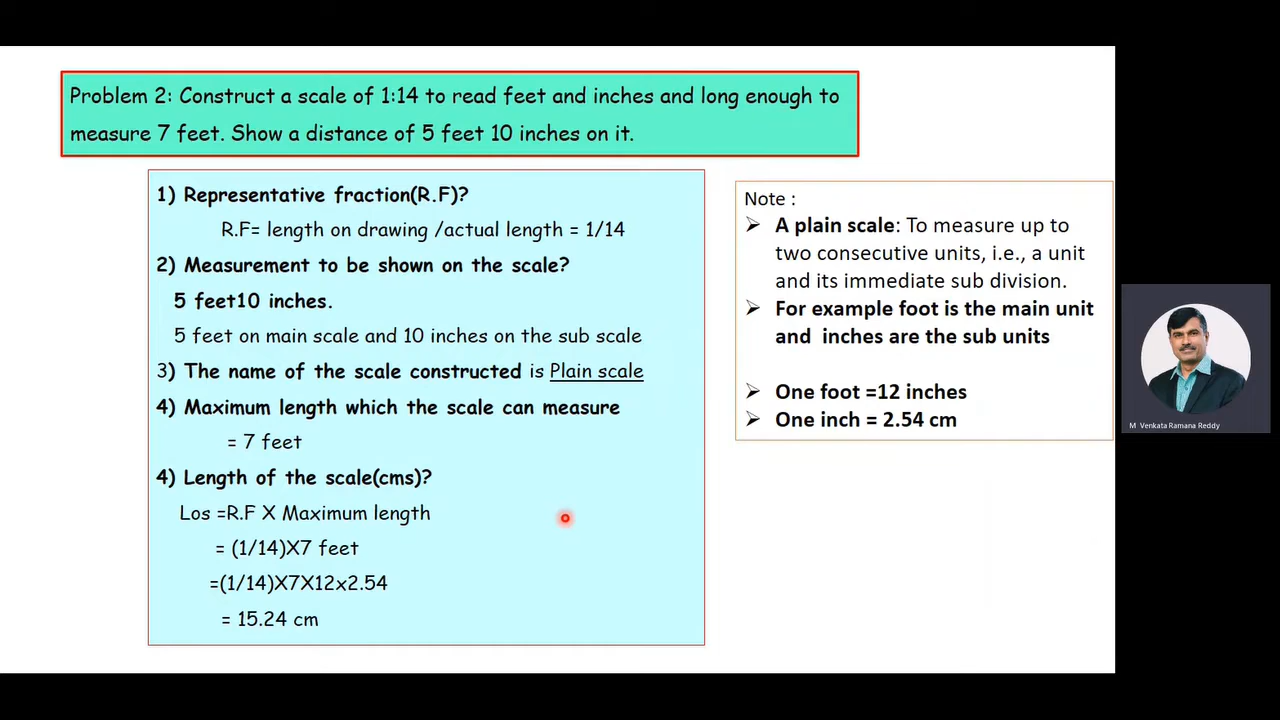 Problem 2: Construct a scale of 1:14 to read feet and inches and long enough to
measure 7 feet. Show a distance of 5 feet 10 inches on it.
1) Representative fraction(R.F)?
R.F= length on drawing /actual length = 1/14
2) Measurement to be shown on the scale?
5 feet10 inches.
5 feet on main scale and 10 inches on the sub scale
3) The name of the scale constructed is Plain scale
4) Maximum length which the scale can measure
= 7 feet
4) Length of the scale(cms)?
Los =R.F X Maximum length
= (1/14)X7 feet
=(1/14)X7X12x2.54
= 15.24 cm
Note :
➢ A plain scale: To measure up to
two consecutive units, i.e., a unit
and its immediate sub division.
➢ For example foot is the main unit
and inches are the sub units
➢ One foot =12 inches
➢ One inch = 2.54 cm
M Venkata Ramana Reddy